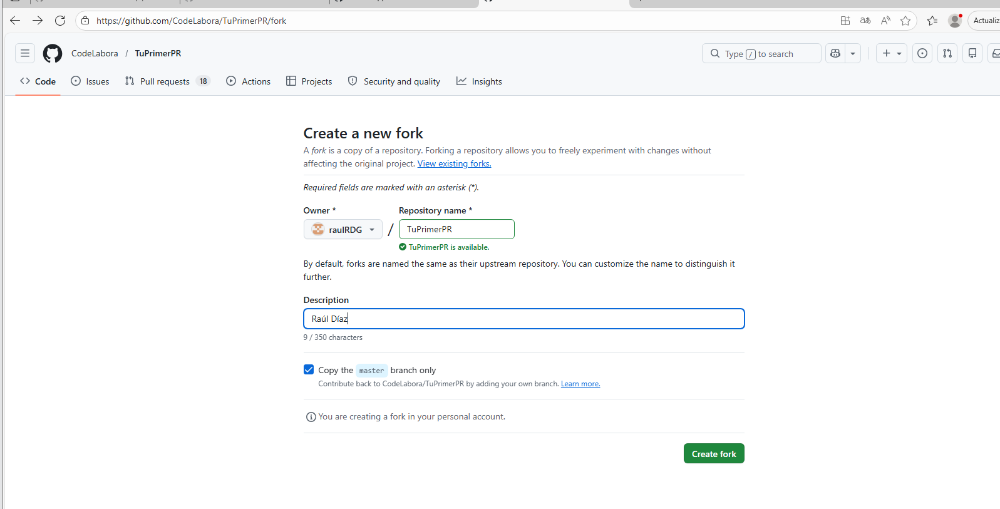 https://github.com/CodeLabora/TuPrimerPR/fork
Actualiz
CodeLabora / TuPrimerPR
Type / to search
Code
Issues
Pull requests 18
Actions
Projects
Security and quality
Insights
Create a new fork
A fork is a copy of a repository. Forking a repository allows you to freely experiment with changes without
affecting the original project. View existing forks.
Required fields are marked with an asterisk (*).
Owner *
Repository name *
raulRDG
/
TuPrimerPR
TuPrimerPR is available.
By default, forks are named the same as their upstream repository. You can customize the name to distinguish it
further.
Description
Raúl Díaz
9 / 350 characters
Copy the master branch only
Contribute back to CodeLabora/TuPrimerPR by adding your own branch. Learn more.
You are creating a fork in your personal account.
Create fork